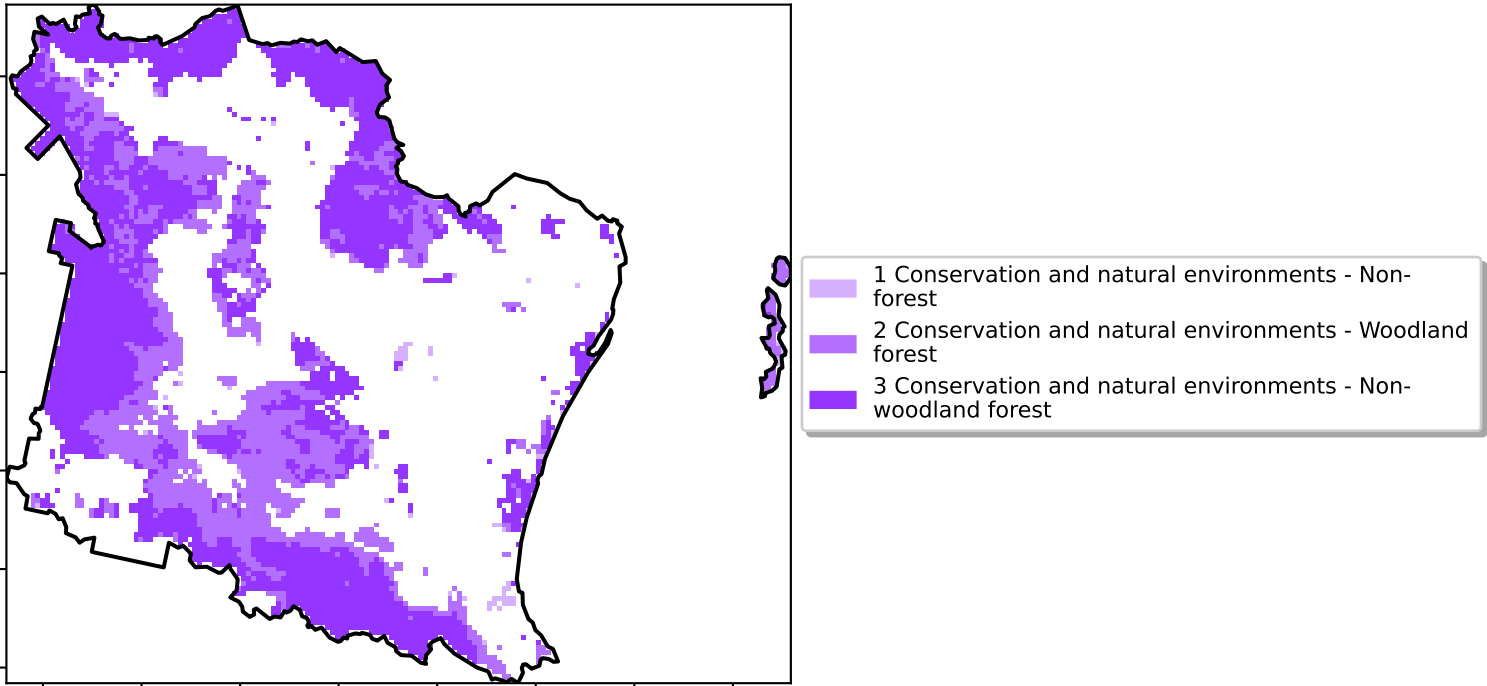 1 Conservation and natural environments - Non-
forest
2 Conservation and natural environments - Woodland
forest
3 Conservation and natural environments - Non-
woodland forest